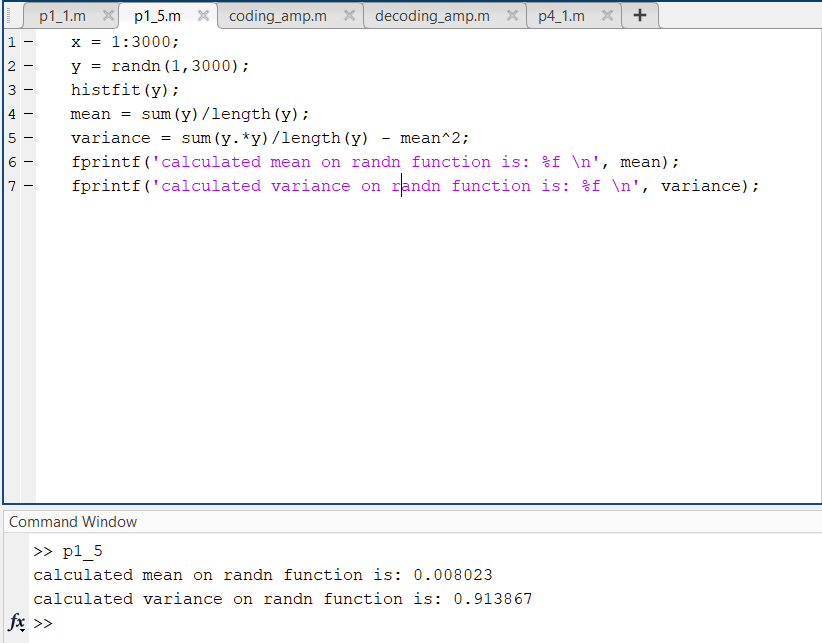 p1_1.m × p1_5.m × coding_amp.m × decoding_amp.m × p4_1.m × +
1 – x = 1:3000;
2 – y = randn(1,3000);
3 – histfit(y);
4 – mean = sum(y)/length(y);
5 – variance = sum(y.*y)/length(y) - mean^2;
6 – fprintf('calculated mean on randn function is: %f \n', mean);
7 – fprintf('calculated variance on randn function is: %f \n', variance);
Command Window
>> p1_5
calculated mean on randn function is: 0.008023
calculated variance on randn function is: 0.913867
fx >>